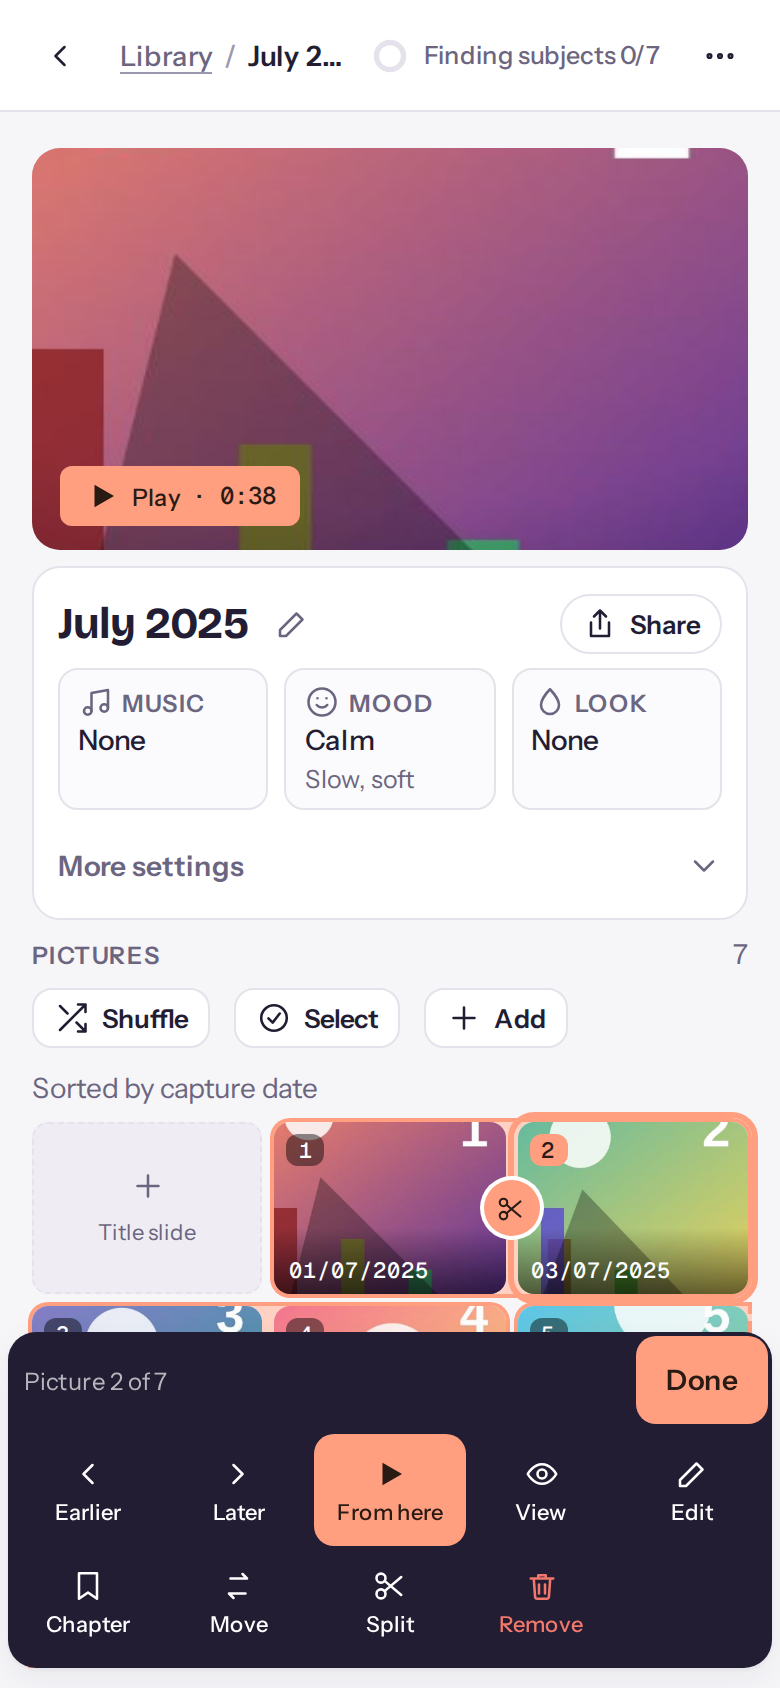 Library / July 2... Finding subjects 0/7
Play · 0:38
July 2025
Share
MUSIC
None
MOOD
Calm
Slow, soft
LOOK
None
More settings
PICTURES 7
Shuffle Select Add
Sorted by capture date
Title slide
1 1
01/07/2025
2 2
03/07/2025
3 3
4 4
5 5
Picture 2 of 7
Done
Earlier Later From here View Edit
Chapter Move Split Remove